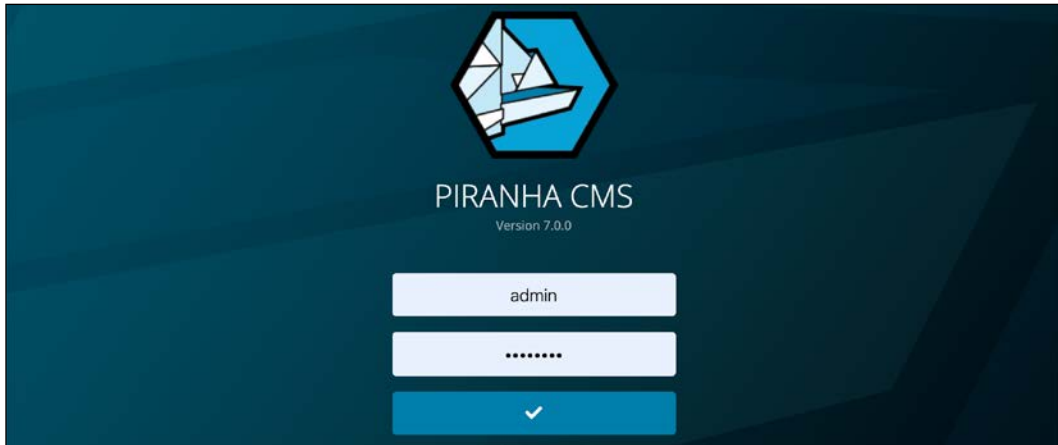 PIRANHA CMS
Version 7.0.0
admin
••••••••